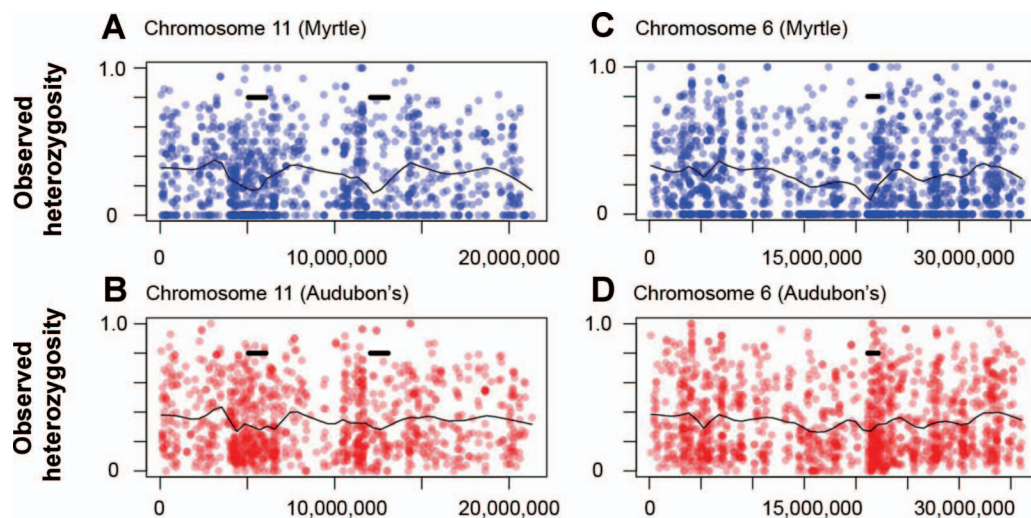 A Chromosome 11 (Myrtle)
Observed
heterozygosity
1.0
0
0 10,000,000 20,000,000
C Chromosome 6 (Myrtle)
1.0
0
0 15,000,000 30,000,000
B Chromosome 11 (Audubon's)
Observed
heterozygosity
1.0
0
0 10,000,000 20,000,000
D Chromosome 6 (Audubon's)
1.0
0
0 15,000,000 30,000,000